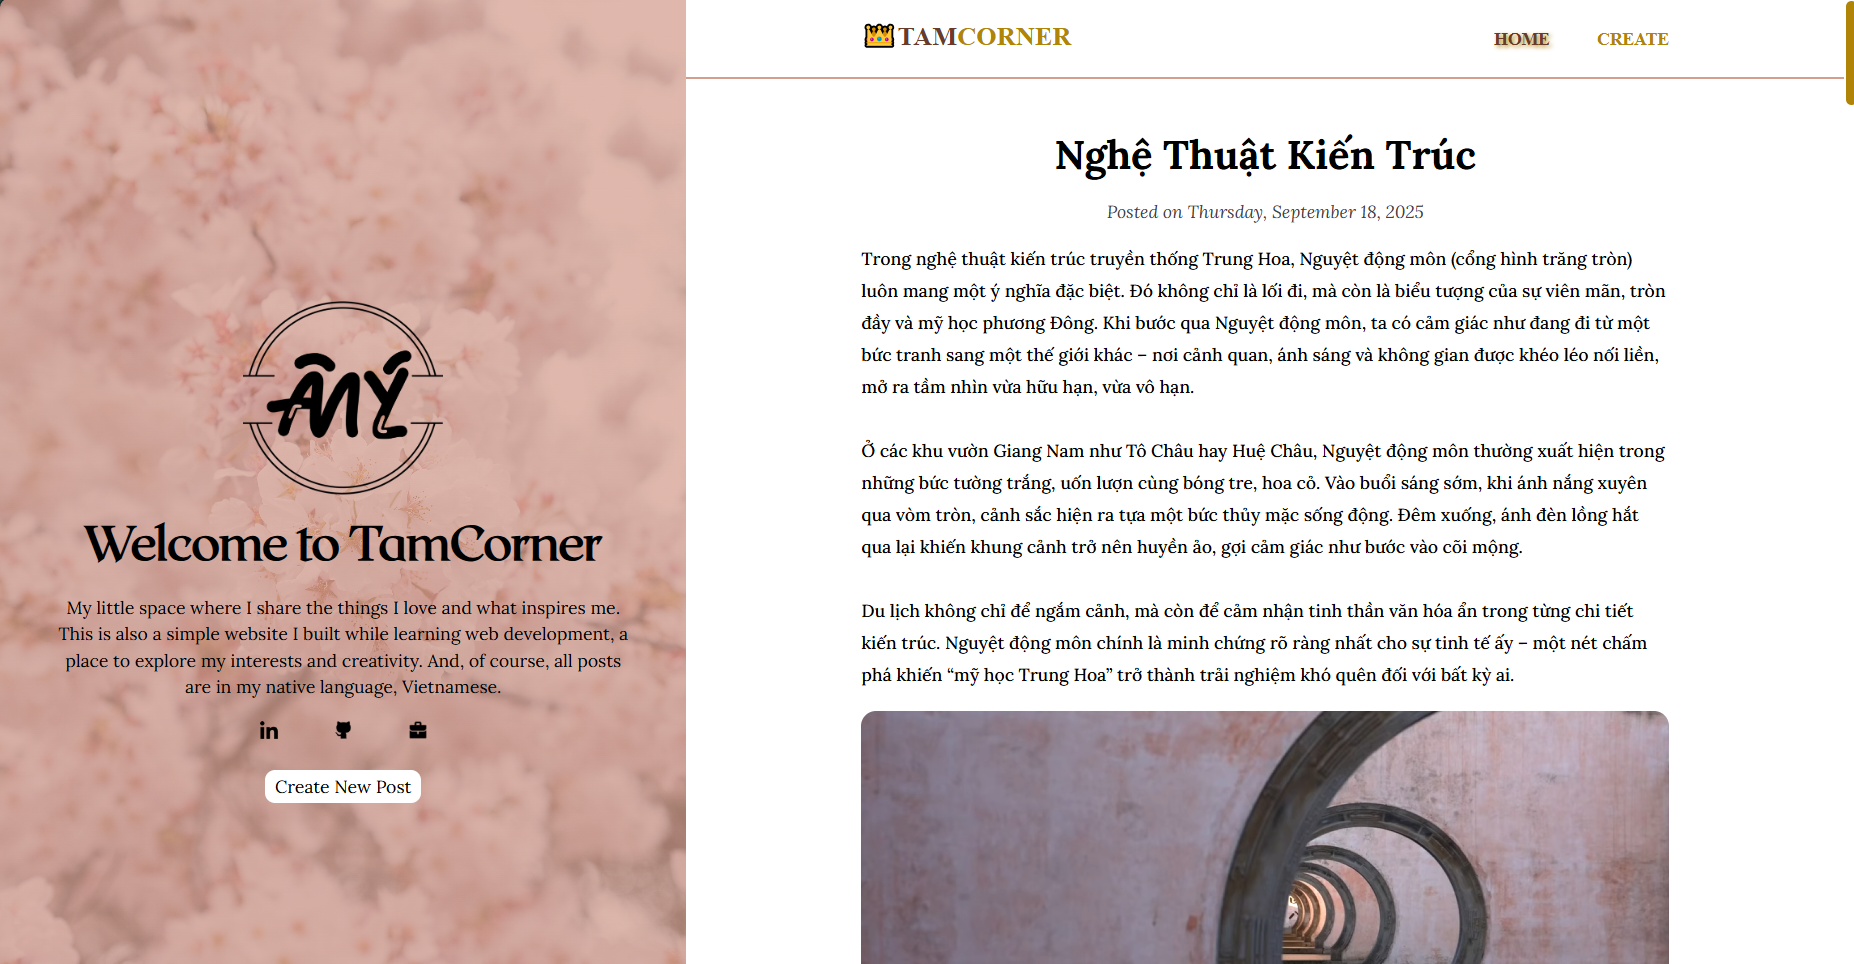 ÂN Ý
Welcome to TamCorner
My little space where I share the things I love and what inspires me.
This is also a simple website I built while learning web development, a
place to explore my interests and creativity. And, of course, all posts
are in my native language, Vietnamese.
in
Create New Post
TAMCORNER
HOME
CREATE
Nghệ Thuật Kiến Trúc
Posted on Thursday, September 18, 2025
Trong nghệ thuật kiến trúc truyền thống Trung Hoa, Nguyệt động môn (cổng hình trăng tròn)
luôn mang một ý nghĩa đặc biệt. Đó không chỉ là lối đi, mà còn là biểu tượng của sự viên mãn, tròn
đầy và mỹ học phương Đông. Khi bước qua Nguyệt động môn, ta có cảm giác như đang đi từ một
bức tranh sang một thế giới khác – nơi cảnh quan, ánh sáng và không gian được khéo léo nối liền,
mở ra tầm nhìn vừa hữu hạn, vừa vô hạn.
Ở các khu vườn Giang Nam như Tô Châu hay Huệ Châu, Nguyệt động môn thường xuất hiện trong
những bức tường trắng, uốn lượn cùng bóng tre, hoa cỏ. Vào buổi sáng sớm, khi ánh nắng xuyên
qua vòm tròn, cảnh sắc hiện ra tựa một bức thủy mặc sống động. Đêm xuống, ánh đèn lồng hắt
qua lại khiến khung cảnh trở nên huyền ảo, gợi cảm giác như bước vào cõi mộng.
Du lịch không chỉ để ngắm cảnh, mà còn để cảm nhận tinh thần văn hóa ẩn trong từng chi tiết
kiến trúc. Nguyệt động môn chính là minh chứng rõ ràng nhất cho sự tinh tế ấy – một nét chấm
phá khiến “mỹ học Trung Hoa” trở thành trải nghiệm khó quên đối với bất kỳ ai.